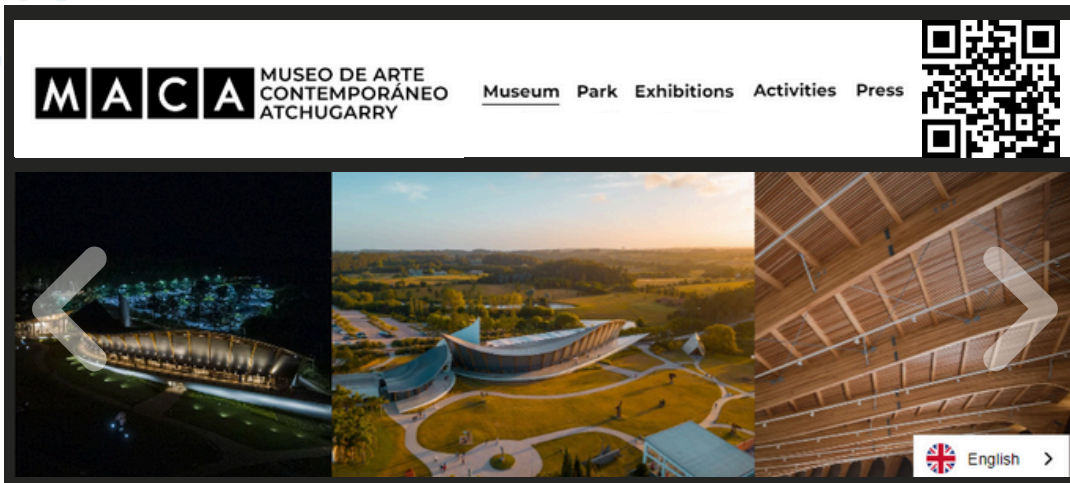 MACA
MUSEO DE ARTE
CONTEMPORÁNEO
ATCHUGARRY
Museum Park Exhibitions Activities Press
English